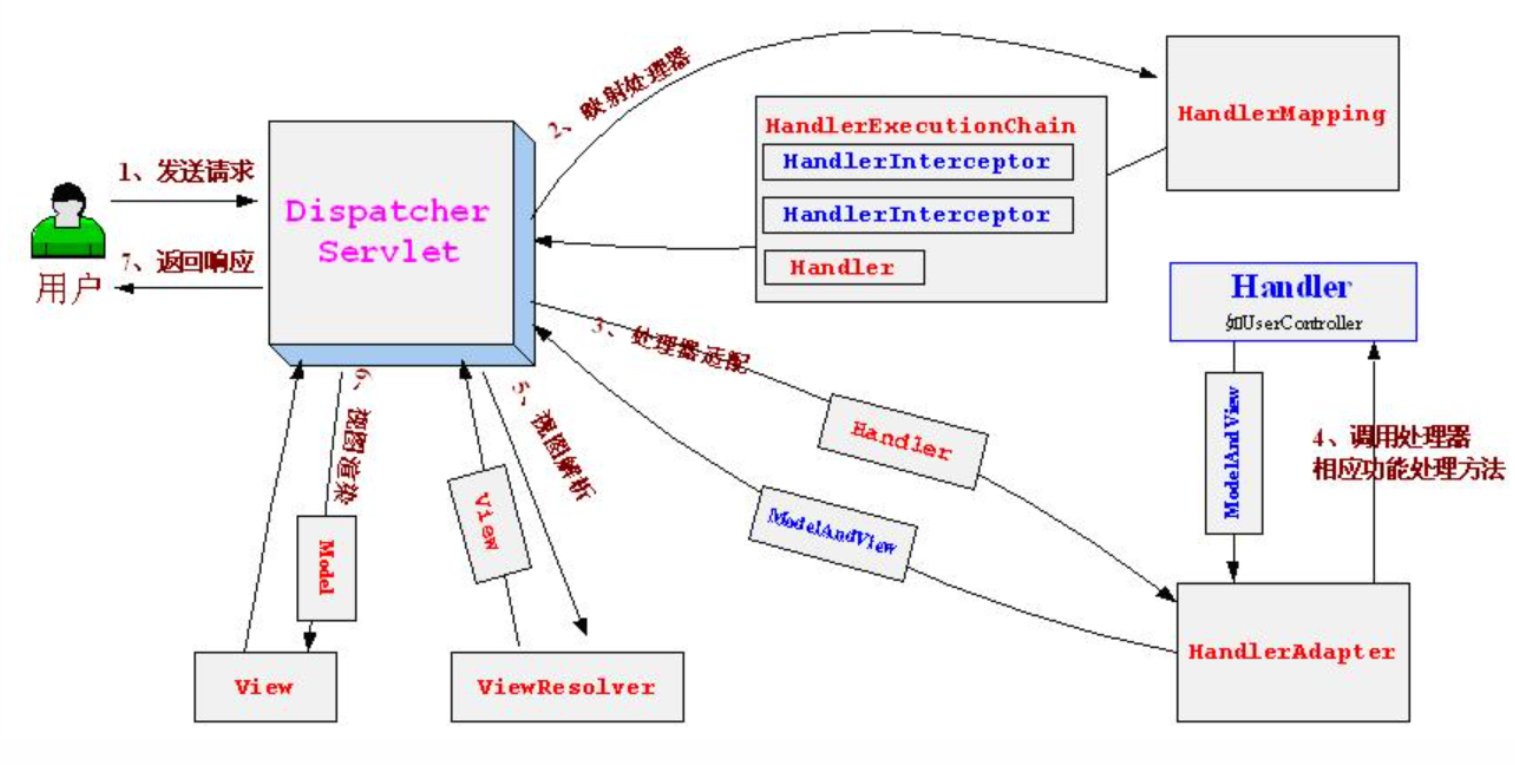 2、映射处理器
HandlerMapping
HandlerExecutionChain
HandlerInterceptor
HandlerInterceptor
Handler
1、发送请求
Dispatcher
Servlet
7、返回响应
用户
Handler
如UserController
3、处理器适配
Handler
ModelAndView
ModelAndView
4、调用处理器
相应功能处理方法
HandlerAdapter
5、视图解析
View
ViewResolver
6、视图渲染
Model
View